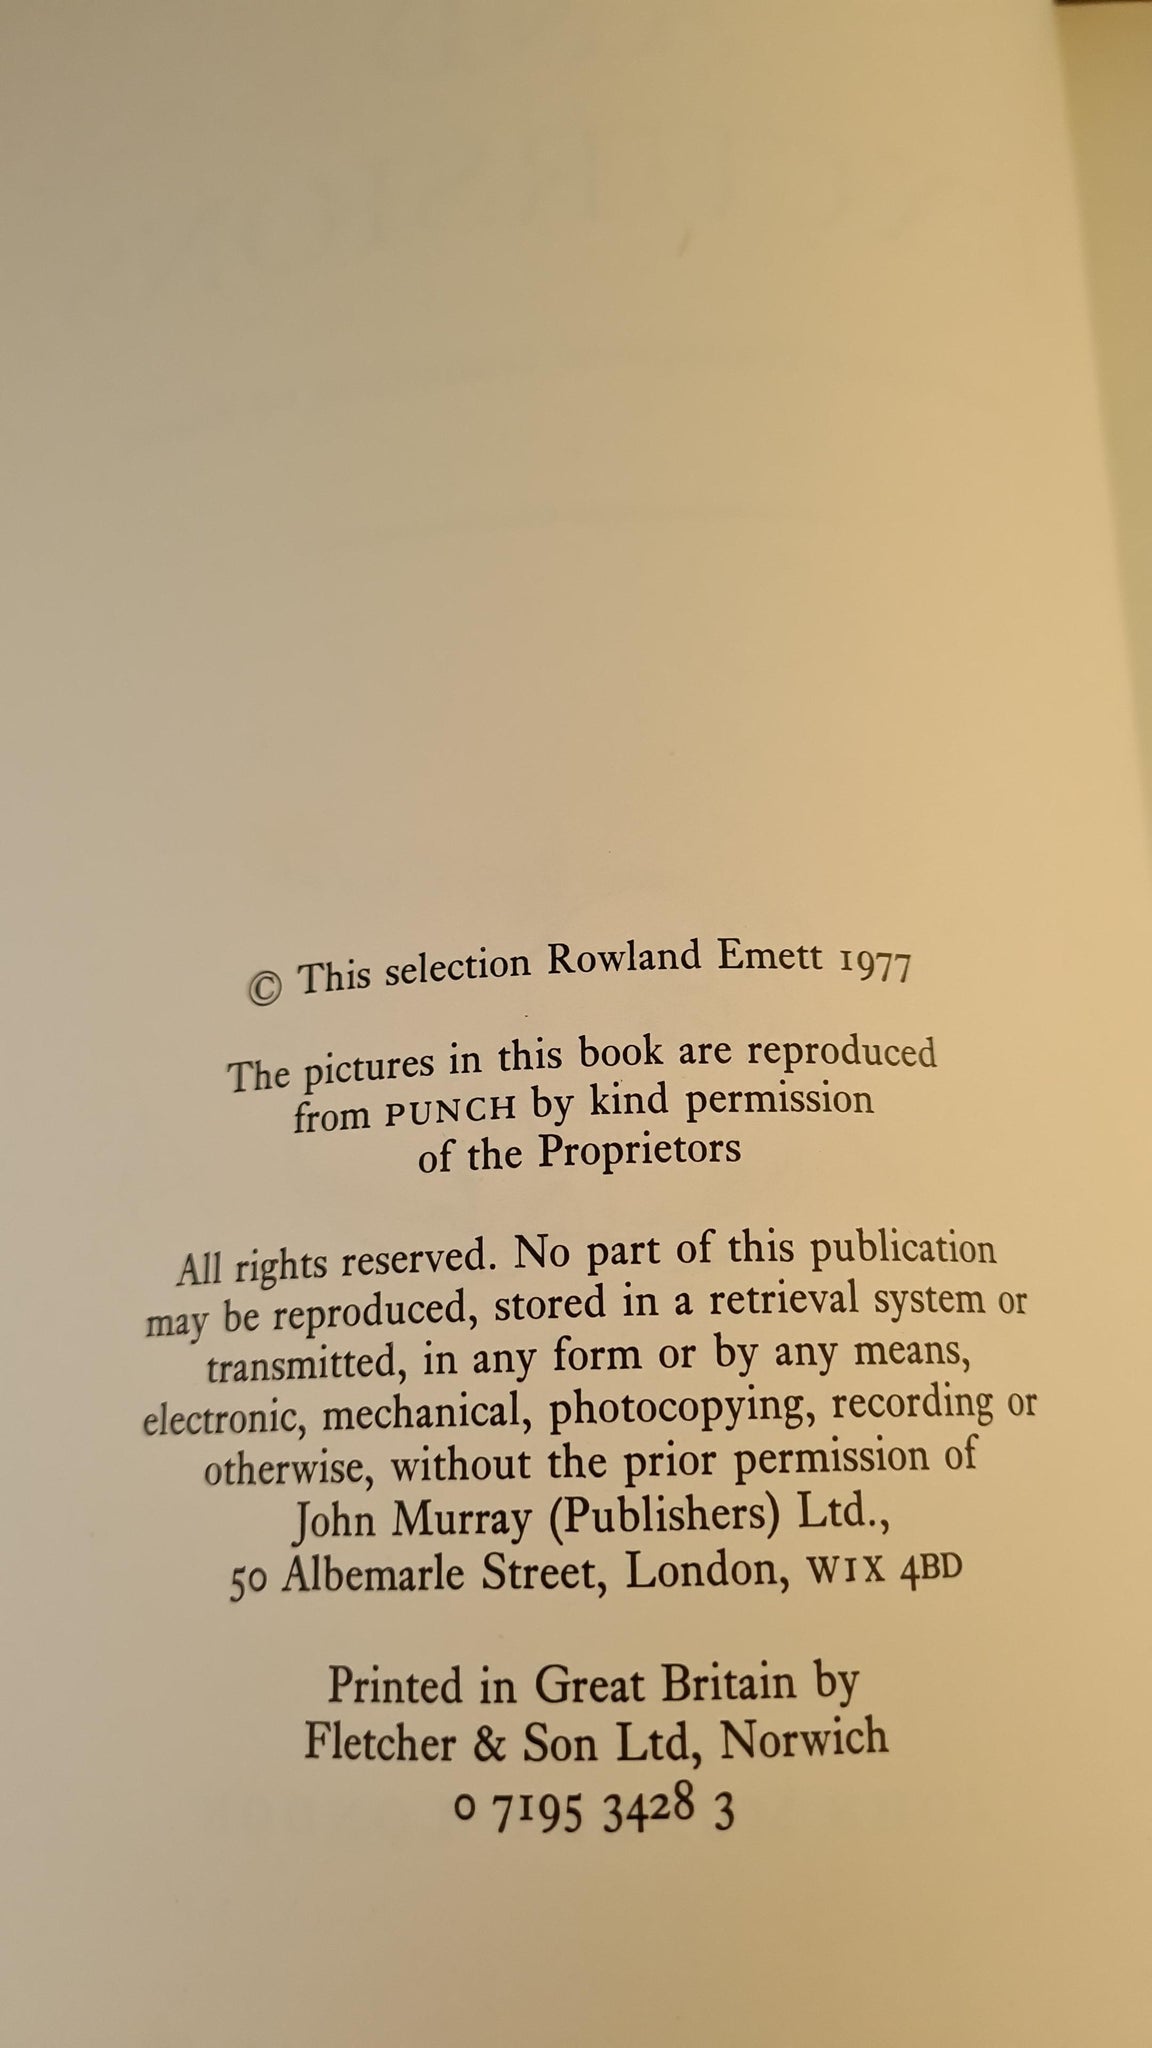 © This selection Rowland Emett 1977
The pictures in this book are reproduced
from PUNCH by kind permission
of the Proprietors
All rights reserved. No part of this publication
may be reproduced, stored in a retrieval system or
transmitted, in any form or by any means,
electronic, mechanical, photocopying, recording or
otherwise, without the prior permission of
John Murray (Publishers) Ltd.,
50 Albemarle Street, London, W1X 4BD
Printed in Great Britain by
Fletcher & Son Ltd, Norwich
0 7195 3428 3